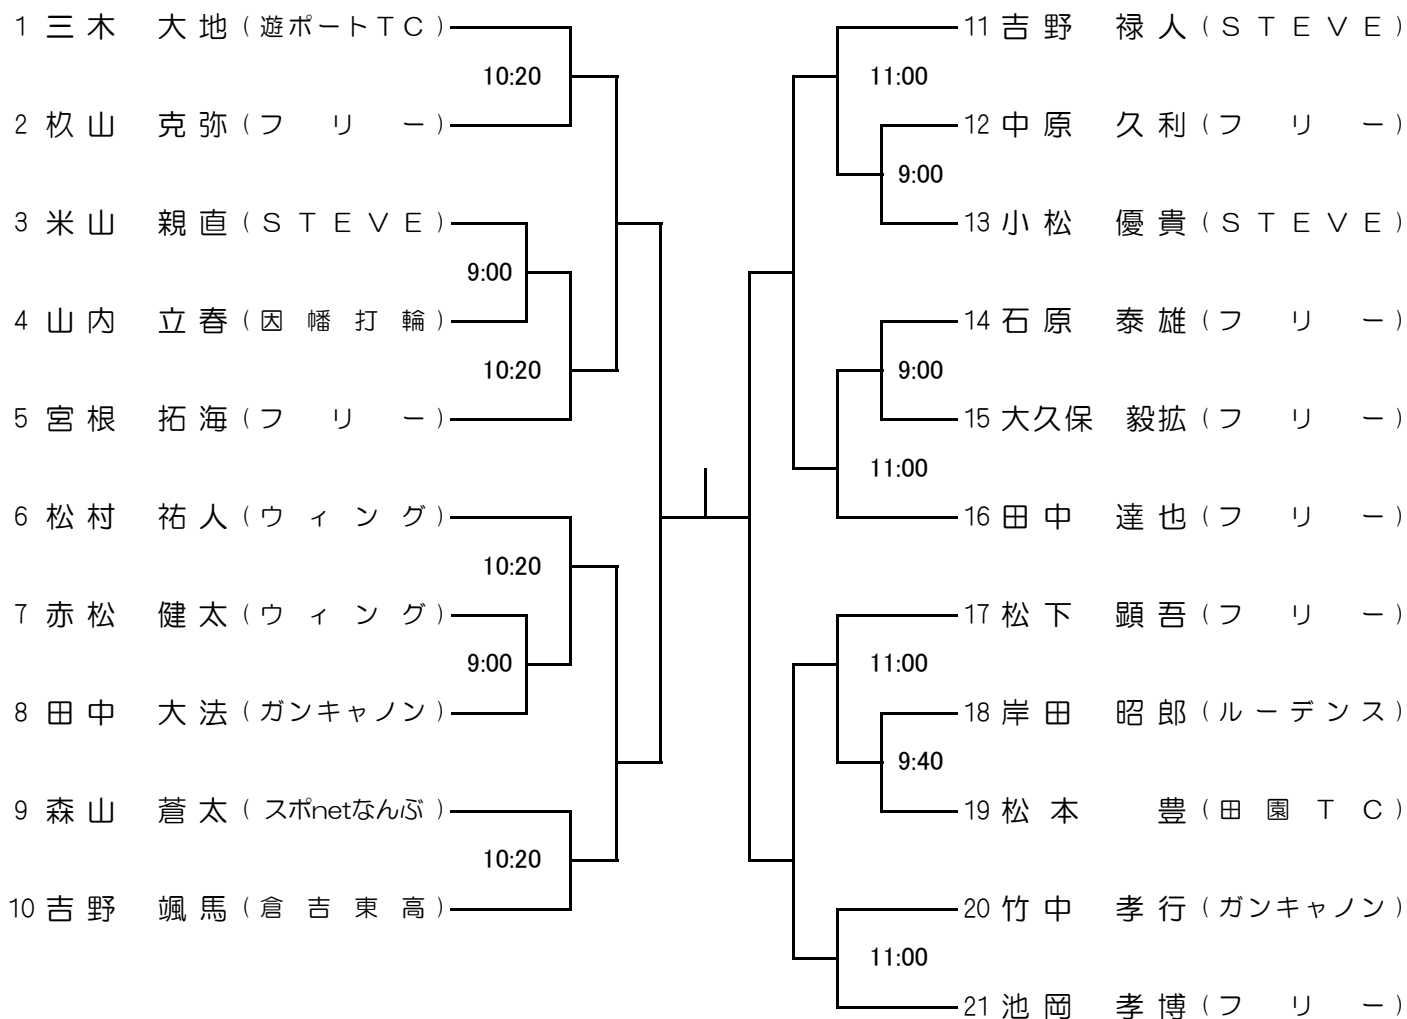 1 三木 大地 (遊ポートTC)
10:20
2 杁山 克弥 (フリー)
3 米山 親直 (STEVE)
9:00
4 山内 立春 (因幡打輪)
10:20
5 宮根 拓海 (フリー)
6 松村 祐人 (ウィング)
10:20
7 赤松 健太 (ウィング)
9:00
8 田中 大法 (ガンキャノン)
9 森山 蒼太 (スポnetなんぶ)
10:20
10 吉野 颯馬 (倉吉東高)
11 吉野 禄人 (STEVE)
11:00
12 中原 久利 (フリー)
9:00
13 小松 優貴 (STEVE)
14 石原 泰雄 (フリー)
9:00
15 大久保 毅拡 (フリー)
11:00
16 田中 達也 (フリー)
17 松下 顕吾 (フリー)
11:00
18 岸田 昭郎 (ルーデンス)
9:40
19 松本 豊 (田園TC)
20 竹中 孝行 (ガンキャノン)
11:00
21 池岡 孝博 (フリー)